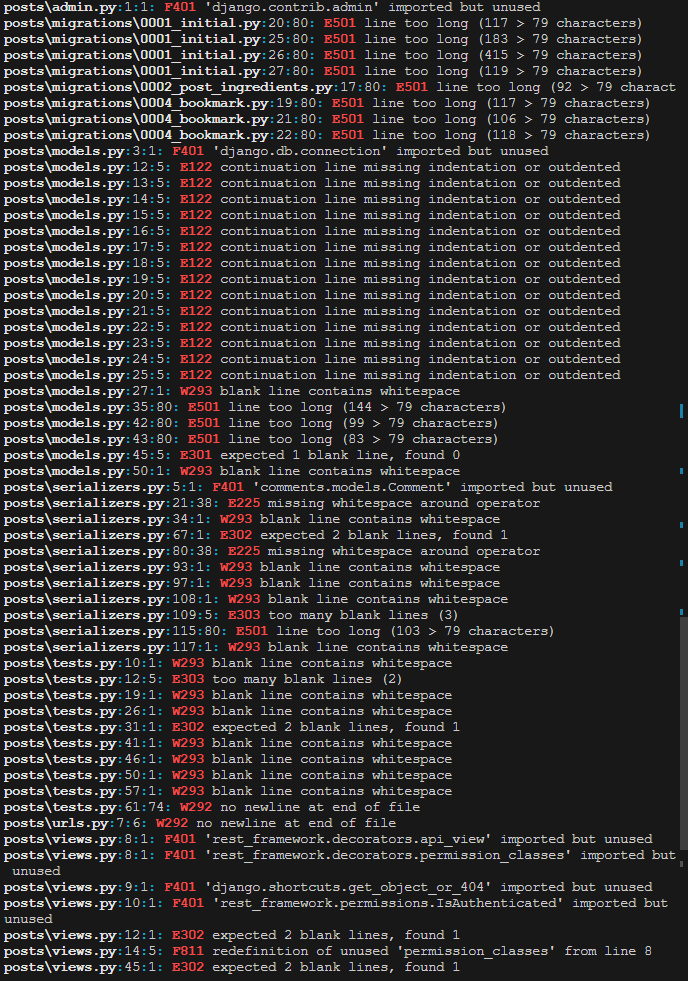 posts\admin.py:1:1: F401 'django.contrib.admin' imported but unused
posts\migrations\0001_initial.py:20:80: E501 line too long (117 > 79 characters)
posts\migrations\0001_initial.py:25:80: E501 line too long (183 > 79 characters)
posts\migrations\0001_initial.py:26:80: E501 line too long (415 > 79 characters)
posts\migrations\0001_initial.py:27:80: E501 line too long (119 > 79 characters)
posts\migrations\0002_post_ingredients.py:17:80: E501 line too long (92 > 79 charact
posts\migrations\0004_bookmark.py:19:80: E501 line too long (117 > 79 characters)
posts\migrations\0004_bookmark.py:21:80: E501 line too long (106 > 79 characters)
posts\migrations\0004_bookmark.py:22:80: E501 line too long (118 > 79 characters)
posts\models.py:3:1: F401 'django.db.connection' imported but unused
posts\models.py:12:5: E122 continuation line missing indentation or outdented
posts\models.py:13:5: E122 continuation line missing indentation or outdented
posts\models.py:14:5: E122 continuation line missing indentation or outdented
posts\models.py:15:5: E122 continuation line missing indentation or outdented
posts\models.py:16:5: E122 continuation line missing indentation or outdented
posts\models.py:17:5: E122 continuation line missing indentation or outdented
posts\models.py:18:5: E122 continuation line missing indentation or outdented
posts\models.py:19:5: E122 continuation line missing indentation or outdented
posts\models.py:20:5: E122 continuation line missing indentation or outdented
posts\models.py:21:5: E122 continuation line missing indentation or outdented
posts\models.py:22:5: E122 continuation line missing indentation or outdented
posts\models.py:23:5: E122 continuation line missing indentation or outdented
posts\models.py:24:5: E122 continuation line missing indentation or outdented
posts\models.py:25:5: E122 continuation line missing indentation or outdented
posts\models.py:27:1: W293 blank line contains whitespace
posts\models.py:35:80: E501 line too long (144 > 79 characters)
posts\models.py:42:80: E501 line too long (99 > 79 characters)
posts\models.py:43:80: E501 line too long (83 > 79 characters)
posts\models.py:45:5: E301 expected 1 blank line, found 0
posts\models.py:50:1: W293 blank line contains whitespace
posts\serializers.py:5:1: F401 'comments.models.Comment' imported but unused
posts\serializers.py:21:38: E225 missing whitespace around operator
posts\serializers.py:34:1: W293 blank line contains whitespace
posts\serializers.py:67:1: E302 expected 2 blank lines, found 1
posts\serializers.py:80:38: E225 missing whitespace around operator
posts\serializers.py:93:1: W293 blank line contains whitespace
posts\serializers.py:97:1: W293 blank line contains whitespace
posts\serializers.py:108:1: W293 blank line contains whitespace
posts\serializers.py:109:5: E303 too many blank lines (3)
posts\serializers.py:115:80: E501 line too long (103 > 79 characters)
posts\serializers.py:117:1: W293 blank line contains whitespace
posts\tests.py:10:1: W293 blank line contains whitespace
posts\tests.py:12:5: E303 too many blank lines (2)
posts\tests.py:19:1: W293 blank line contains whitespace
posts\tests.py:26:1: W293 blank line contains whitespace
posts\tests.py:31:1: E302 expected 2 blank lines, found 1
posts\tests.py:41:1: W293 blank line contains whitespace
posts\tests.py:46:1: W293 blank line contains whitespace
posts\tests.py:50:1: W293 blank line contains whitespace
posts\tests.py:57:1: W293 blank line contains whitespace
posts\tests.py:61:74: W292 no newline at end of file
posts\urls.py:7:6: W292 no newline at end of file
posts\views.py:8:1: F401 'rest_framework.decorators.api_view' imported but unused
posts\views.py:8:1: F401 'rest_framework.decorators.permission_classes' imported but
unused
posts\views.py:9:1: F401 'django.shortcuts.get_object_or_404' imported but unused
posts\views.py:10:1: F401 'rest_framework.permissions.IsAuthenticated' imported but
unused
posts\views.py:12:1: E302 expected 2 blank lines, found 1
posts\views.py:14:5: F811 redefinition of unused 'permission_classes' from line 8
posts\views.py:45:1: E302 expected 2 blank lines, found 1